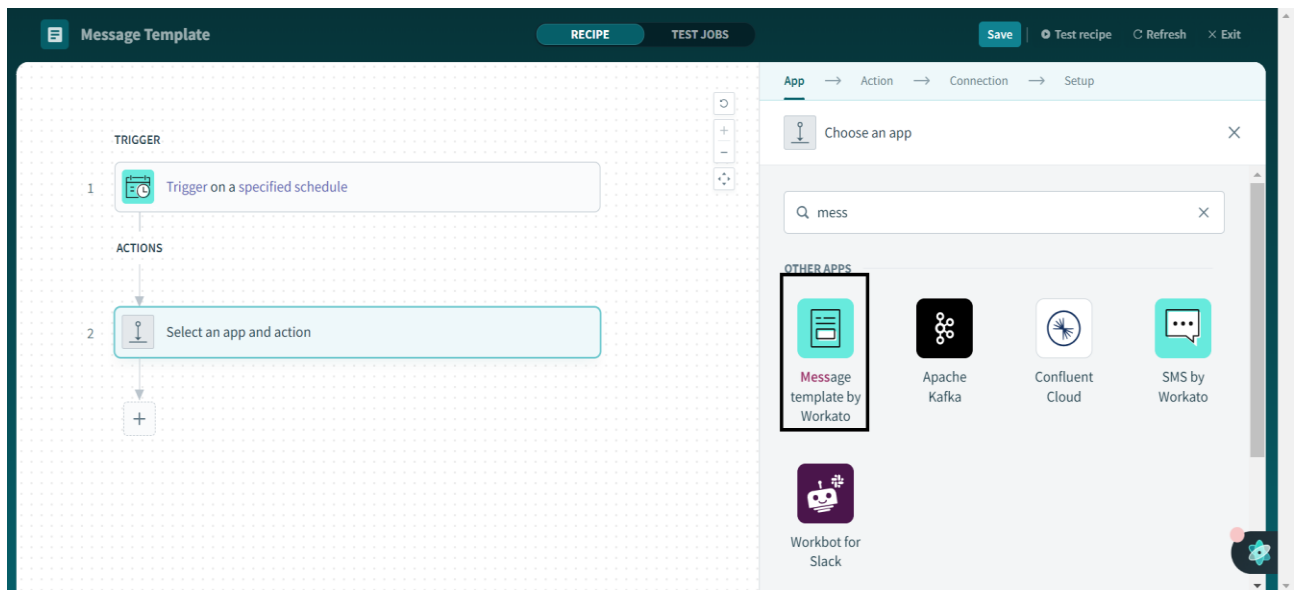 Message Template
RECIPE
TEST JOBS
Save
Test recipe
Refresh
Exit
TRIGGER
1
Trigger on a specified schedule
ACTIONS
2
Select an app and action
App
Action
Connection
Setup
Choose an app
mess
OTHER APPS
Message
template by
Workato
Apache
Kafka
Confluent
Cloud
SMS by
Workato
Workbot for
Slack